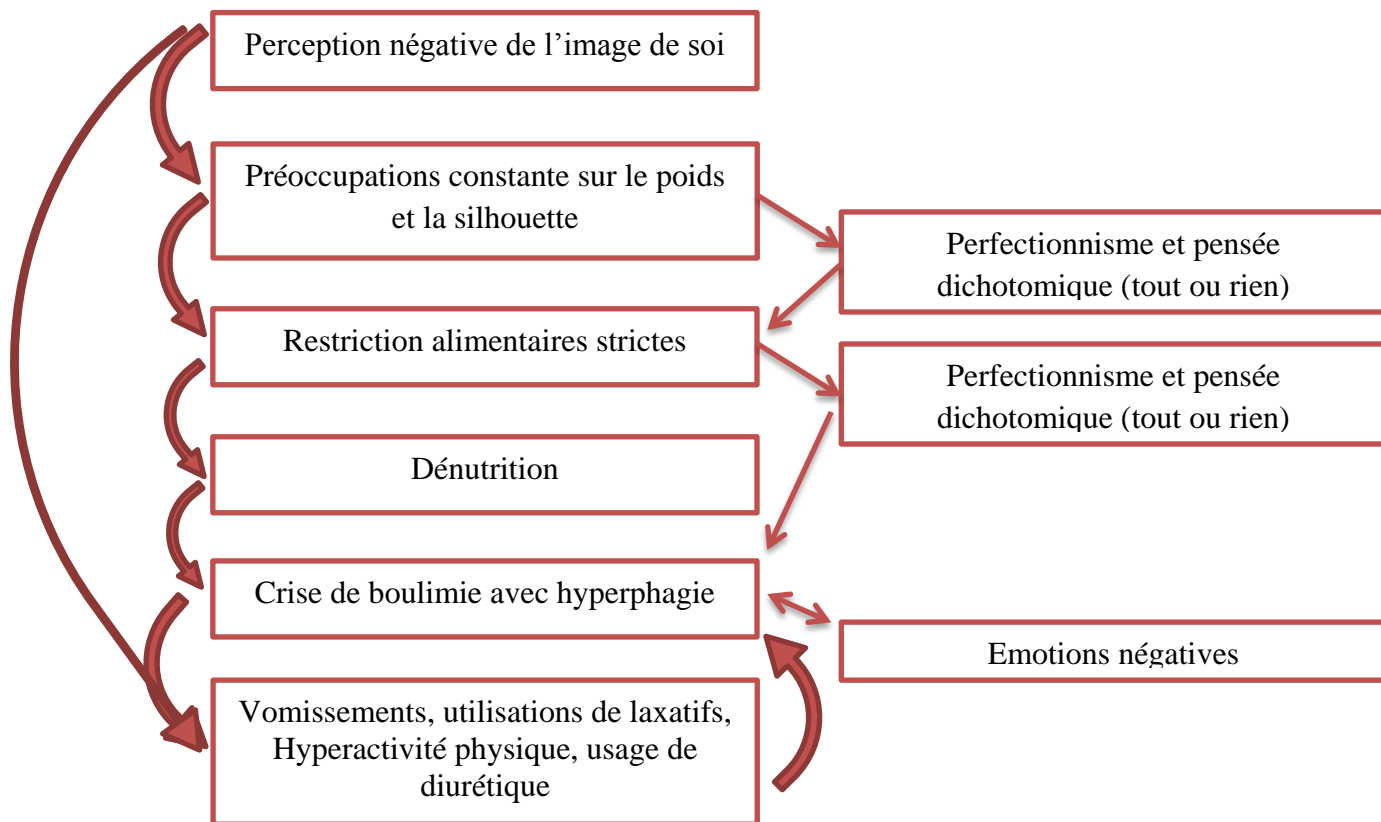 Perception négative de l’image de soi
Préoccupations constante sur le poids
et la silhouette
Perfectionnisme et pensée
dichotomique (tout ou rien)
Restriction alimentaires strictes
Perfectionnisme et pensée
dichotomique (tout ou rien)
Dénutrition
Crise de boulimie avec hyperphagie
Emotions négatives
Vomissements, utilisations de laxatifs,
Hyperactivité physique, usage de
diurétique